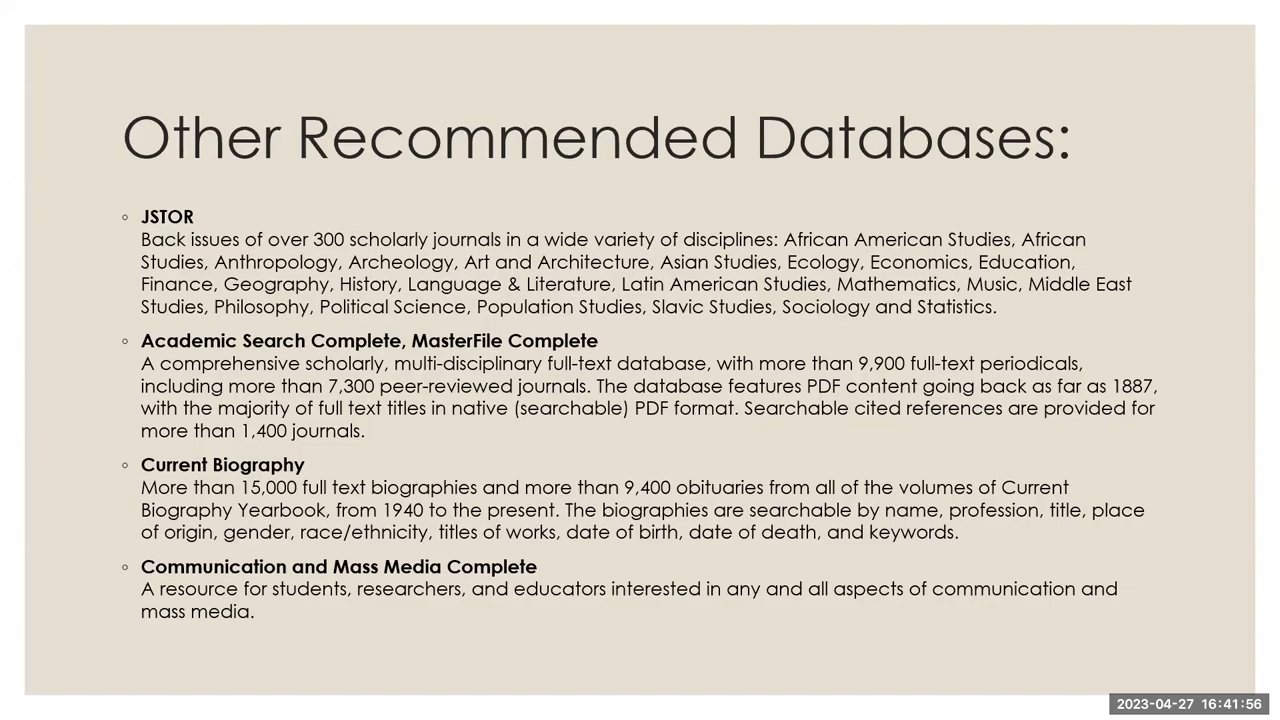 Other Recommended Databases:
◦ JSTOR
Back issues of over 300 scholarly journals in a wide variety of disciplines: African American Studies, African
Studies, Anthropology, Archeology, Art and Architecture, Asian Studies, Ecology, Economics, Education,
Finance, Geography, History, Language & Literature, Latin American Studies, Mathematics, Music, Middle East
Studies, Philosophy, Political Science, Population Studies, Slavic Studies, Sociology and Statistics.
◦ Academic Search Complete, MasterFile Complete
A comprehensive scholarly, multi-disciplinary full-text database, with more than 9,900 full-text periodicals,
including more than 7,300 peer-reviewed journals. The database features PDF content going back as far as 1887,
with the majority of full text titles in native (searchable) PDF format. Searchable cited references are provided for
more than 1,400 journals.
◦ Current Biography
More than 15,000 full text biographies and more than 9,400 obituaries from all of the volumes of Current
Biography Yearbook, from 1940 to the present. The biographies are searchable by name, profession, title, place
of origin, gender, race/ethnicity, titles of works, date of birth, date of death, and keywords.
◦ Communication and Mass Media Complete
A resource for students, researchers, and educators interested in any and all aspects of communication and
mass media.
2023-04-27 16:41:56